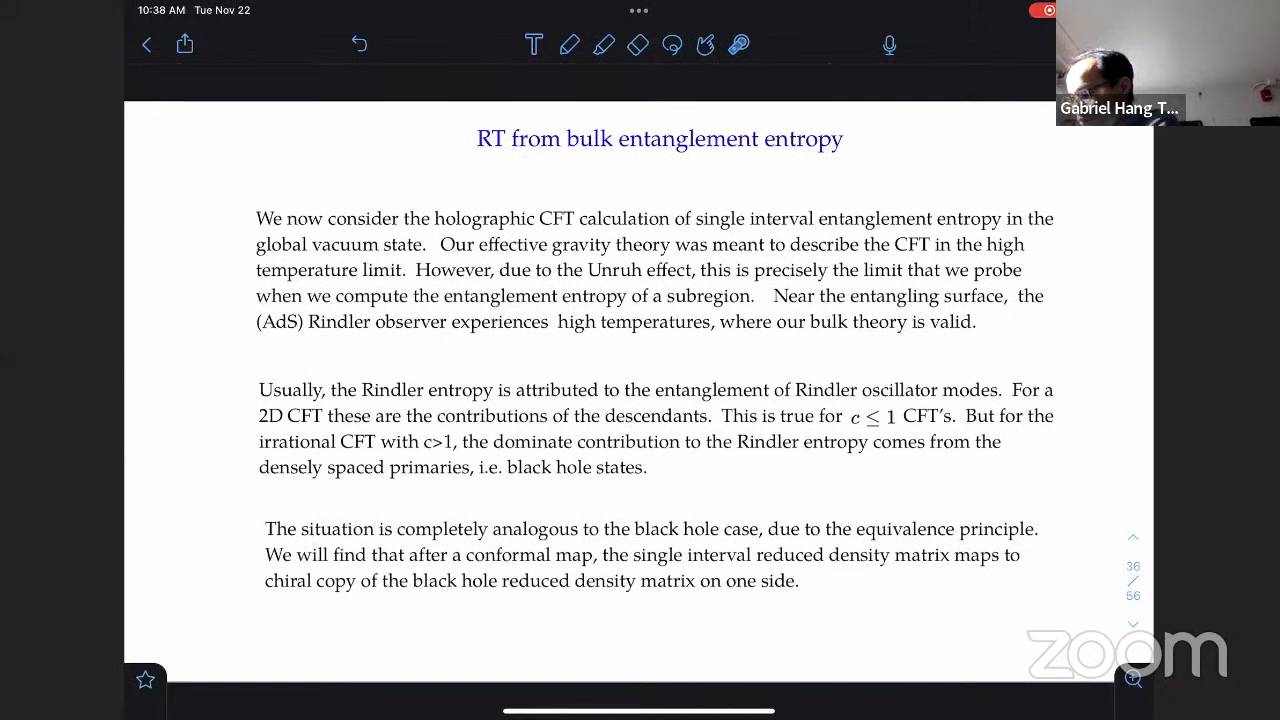 10:38 AM Tue Nov 22
Gabriel Hang T...
RT from bulk entanglement entropy
We now consider the holographic CFT calculation of single interval entanglement entropy in the
global vacuum state. Our effective gravity theory was meant to describe the CFT in the high
temperature limit. However, due to the Unruh effect, this is precisely the limit that we probe
when we compute the entanglement entropy of a subregion. Near the entangling surface, the
(AdS) Rindler observer experiences high temperatures, where our bulk theory is valid.
Usually, the Rindler entropy is attributed to the entanglement of Rindler oscillator modes. For a
2D CFT these are the contributions of the descendants. This is true for c ≤ 1 CFT's. But for the
irrational CFT with c>1, the dominate contribution to the Rindler entropy comes from the
densely spaced primaries, i.e. black hole states.
The situation is completely analogous to the black hole case, due to the equivalence principle.
We will find that after a conformal map, the single interval reduced density matrix maps to
chiral copy of the black hole reduced density matrix on one side.
36
/
56
zoom